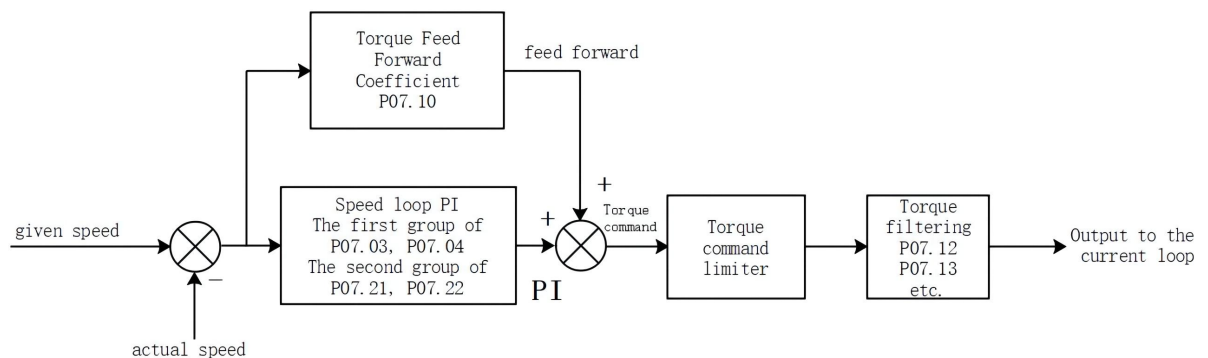 Torque Feed
Forward
Coefficient
P07.10
feed forward
given speed
−
actual speed
Speed loop PI
The first group of
P07.03, P07.04
The second group of
P07.21, P07.22
+
PI
+
Torque
command
Torque
command
limiter
Torque
filtering
P07.12
P07.13
etc.
Output to the
current loop